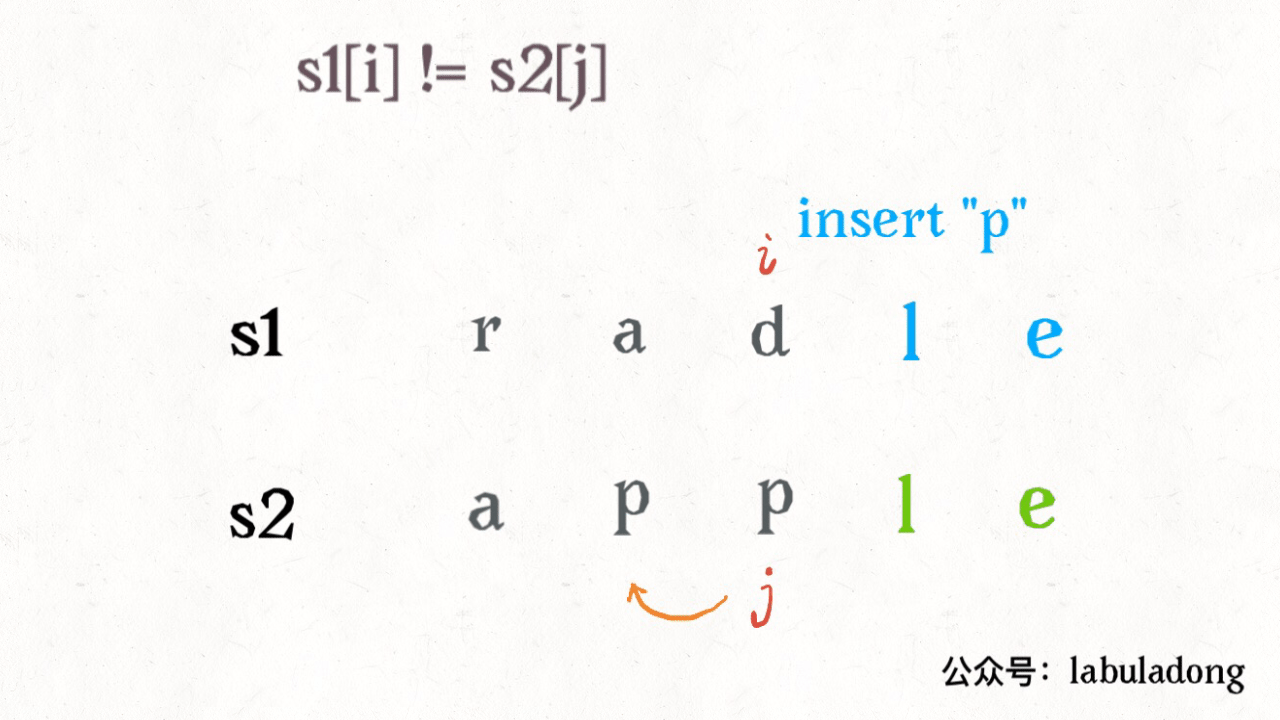 s1[i] != s2[j]
insert "p"
i
s1 r a d l e
s2 a p p l e
j
公众号：labuladong